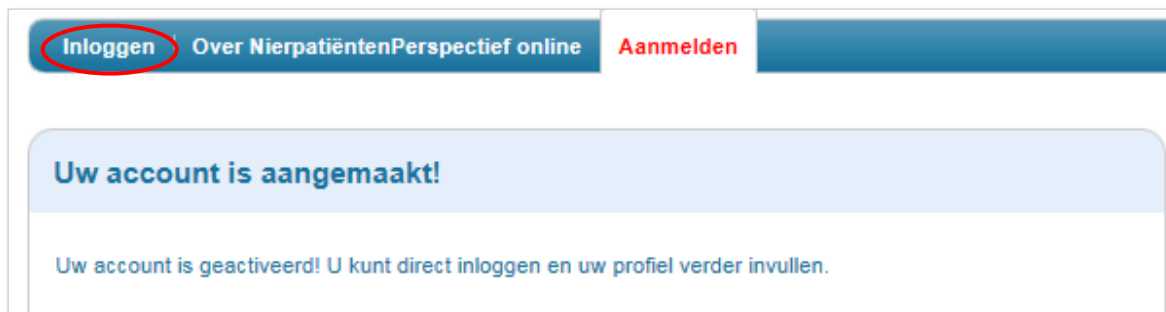 Inloggen Over NierpatiëntenPerspectief online Aanmelden
Uw account is aangemaakt!
Uw account is geactiveerd! U kunt direct inloggen en uw profiel verder invullen.